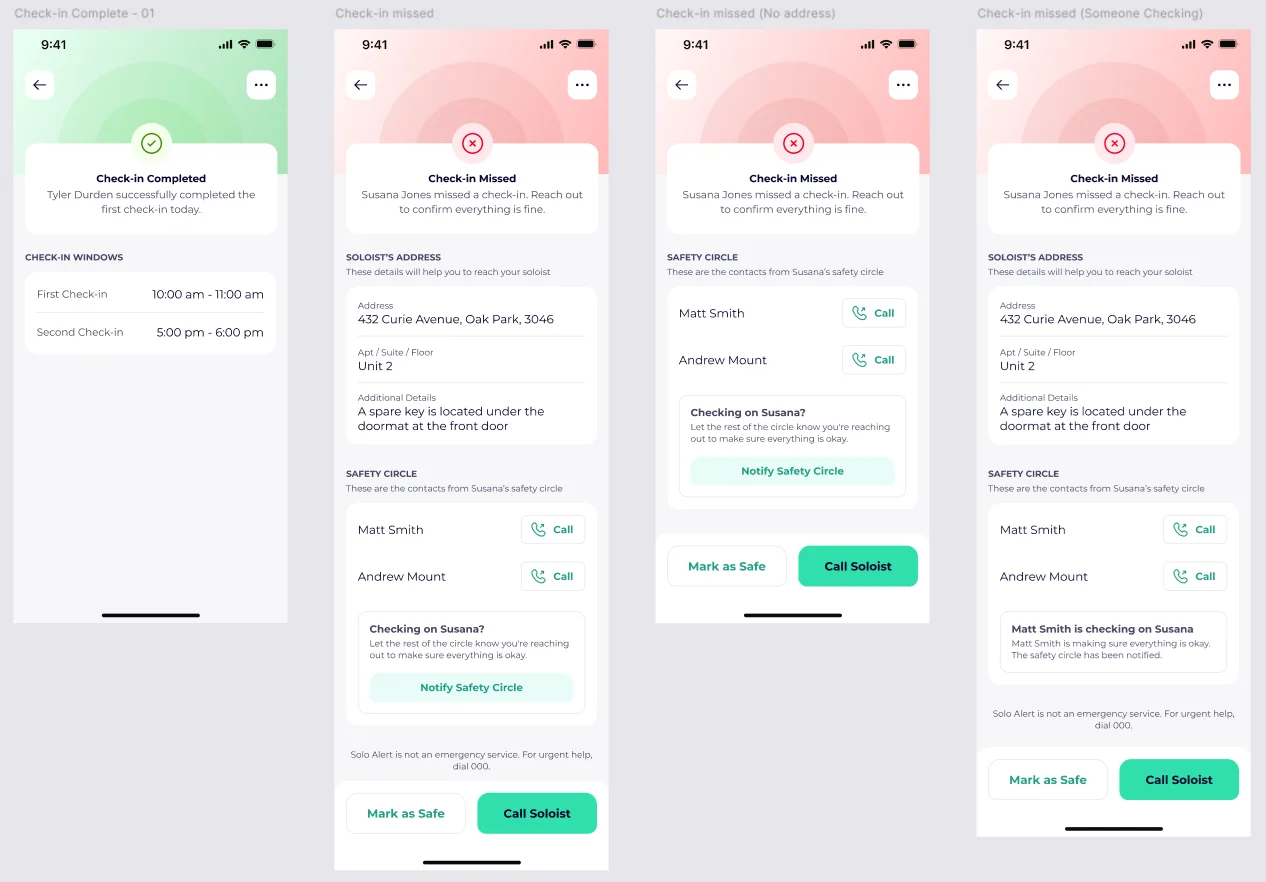 Check-in Complete - 01
9:41
Check-in Completed
Tyler Durden successfully completed the
first check-in today.
CHECK-IN WINDOWS
First Check-in 10:00 am - 11:00 am
Second Check-in 5:00 pm - 6:00 pm
Check-in missed
9:41
Check-in Missed
Susana Jones missed a check-in. Reach out
to confirm everything is fine.
SOLOIST'S ADDRESS
These details will help you to reach your soloist
Address
432 Curie Avenue, Oak Park, 3046
Apt / Suite / Floor
Unit 2
Additional Details
A spare key is located under the
doormat at the front door
SAFETY CIRCLE
These are the contacts from Susana's safety circle
Matt Smith Call
Andrew Mount Call
Checking on Susana?
Let the rest of the circle know you're reaching
out to make sure everything is okay.
Notify Safety Circle
Solo Alert is not an emergency service. For urgent help,
dial 000.
Mark as Safe Call Soloist
Check-in missed (No address)
9:41
Check-in Missed
Susana Jones missed a check-in. Reach out
to confirm everything is fine.
SAFETY CIRCLE
These are the contacts from Susana's safety circle
Matt Smith Call
Andrew Mount Call
Checking on Susana?
Let the rest of the circle know you're reaching
out to make sure everything is okay.
Notify Safety Circle
Mark as Safe Call Soloist
Check-in missed (Someone Checking)
9:41
Check-in Missed
Susana Jones missed a check-in. Reach out
to confirm everything is fine.
SOLOIST'S ADDRESS
These details will help you to reach your soloist
Address
432 Curie Avenue, Oak Park, 3046
Apt / Suite / Floor
Unit 2
Additional Details
A spare key is located under the
doormat at the front door
SAFETY CIRCLE
These are the contacts from Susana's safety circle
Matt Smith Call
Andrew Mount Call
Matt Smith is checking on Susana
Matt Smith is making sure everything is okay.
The safety circle has been notified.
Solo Alert is not an emergency service. For urgent help,
dial 000.
Mark as Safe Call Soloist